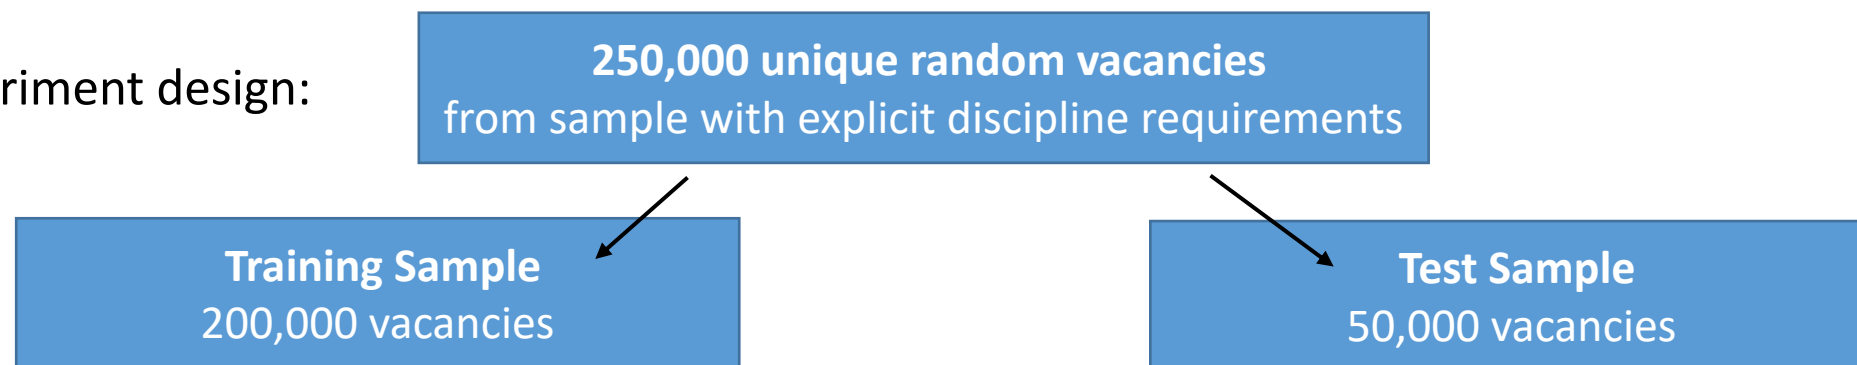 250,000 unique random vacancies
riment design:
from sample with explicit discipline requirements
Training Sample
200,000 vacancies
Test Sample
50,000 vacancies